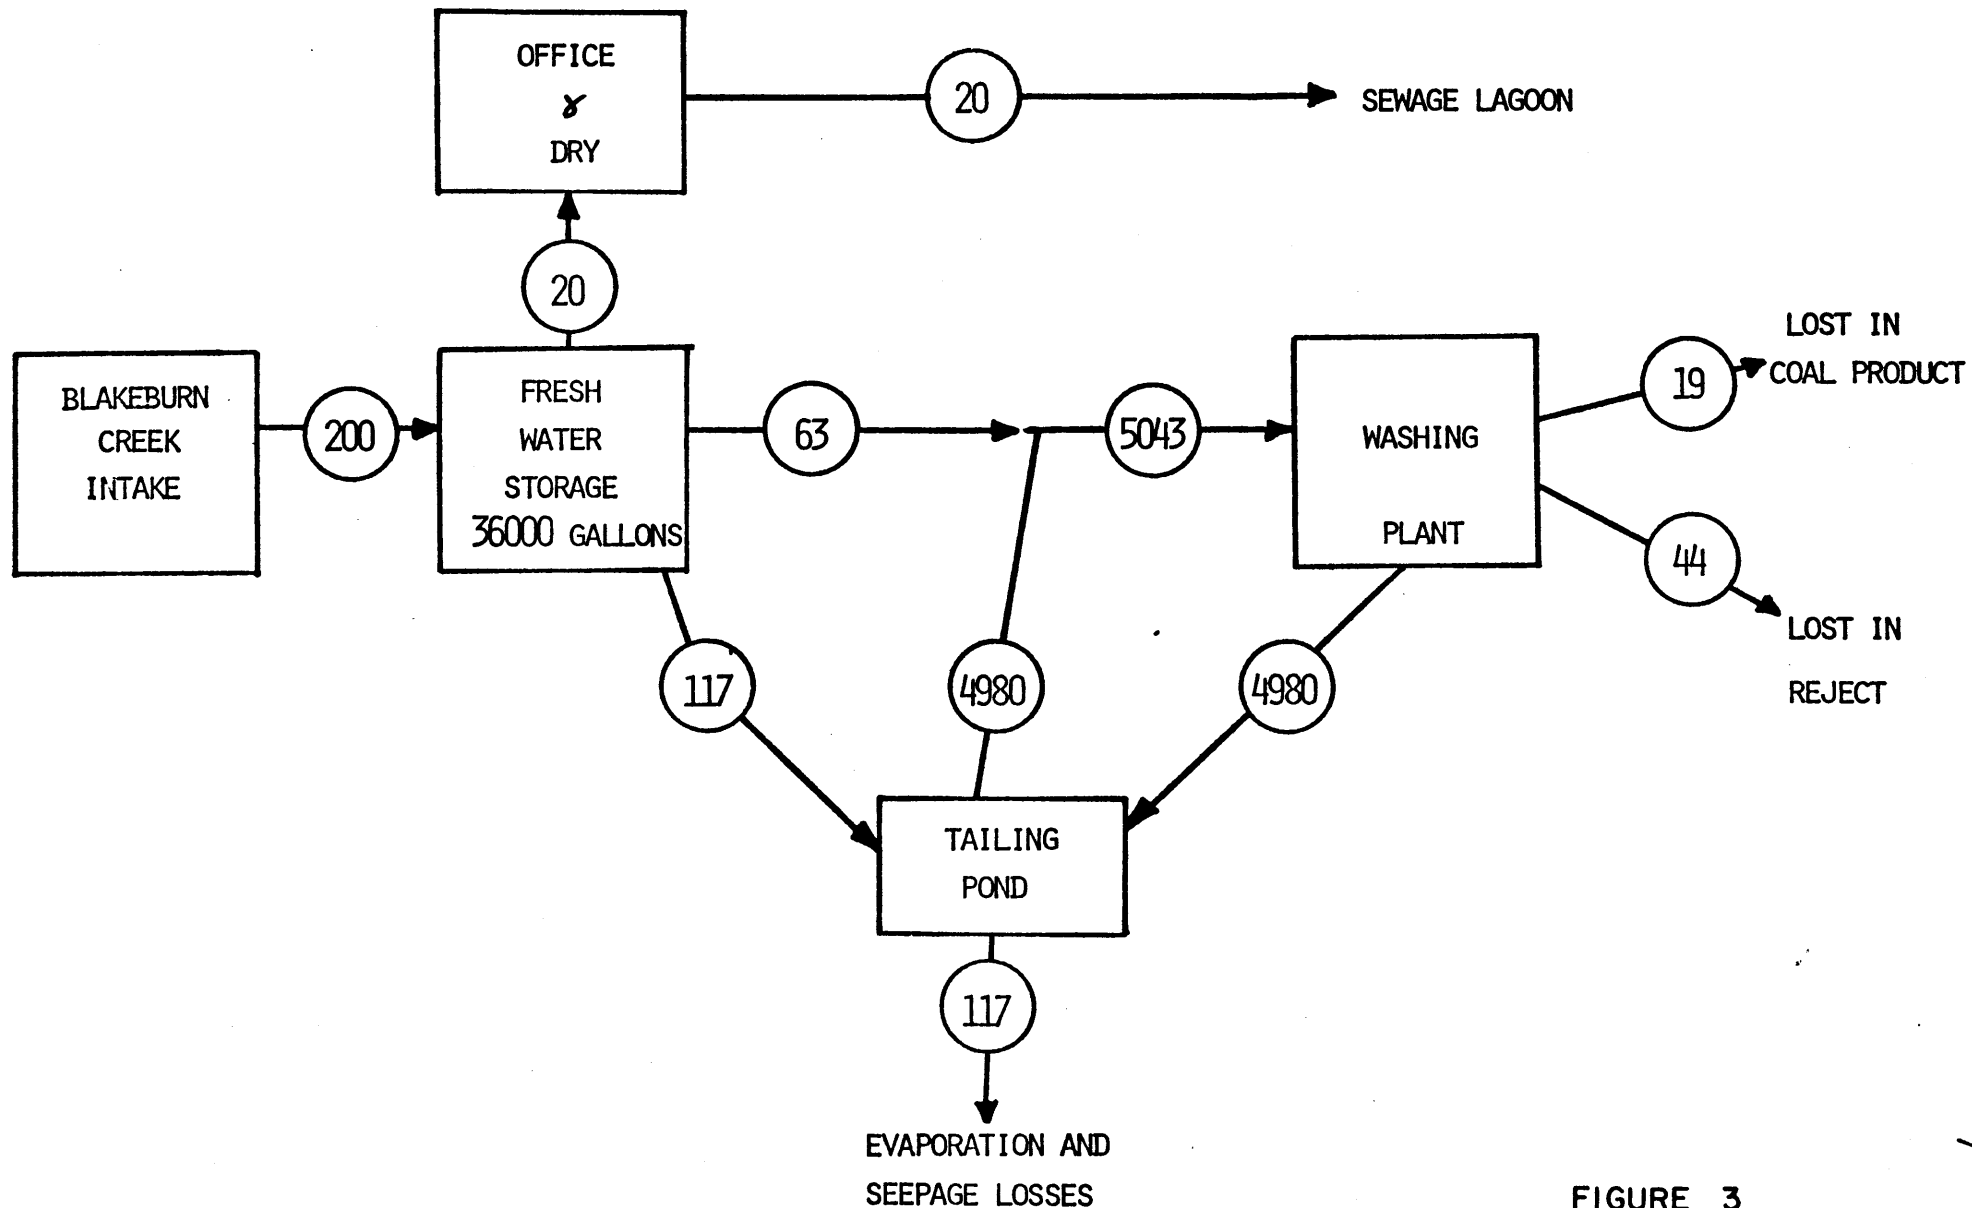 OFFICE
&
DRY
20
SEWAGE LAGOON
20
BLAKEBURN
CREEK
INTAKE
200
FRESH
WATER
STORAGE
36000 GALLONS
63
5043
WASHING
PLANT
19
LOST IN
COAL PRODUCT
44
LOST IN
REJECT
117
4980
4980
TAILING
POND
117
EVAPORATION AND
SEEPAGE LOSSES
FIGURE 3